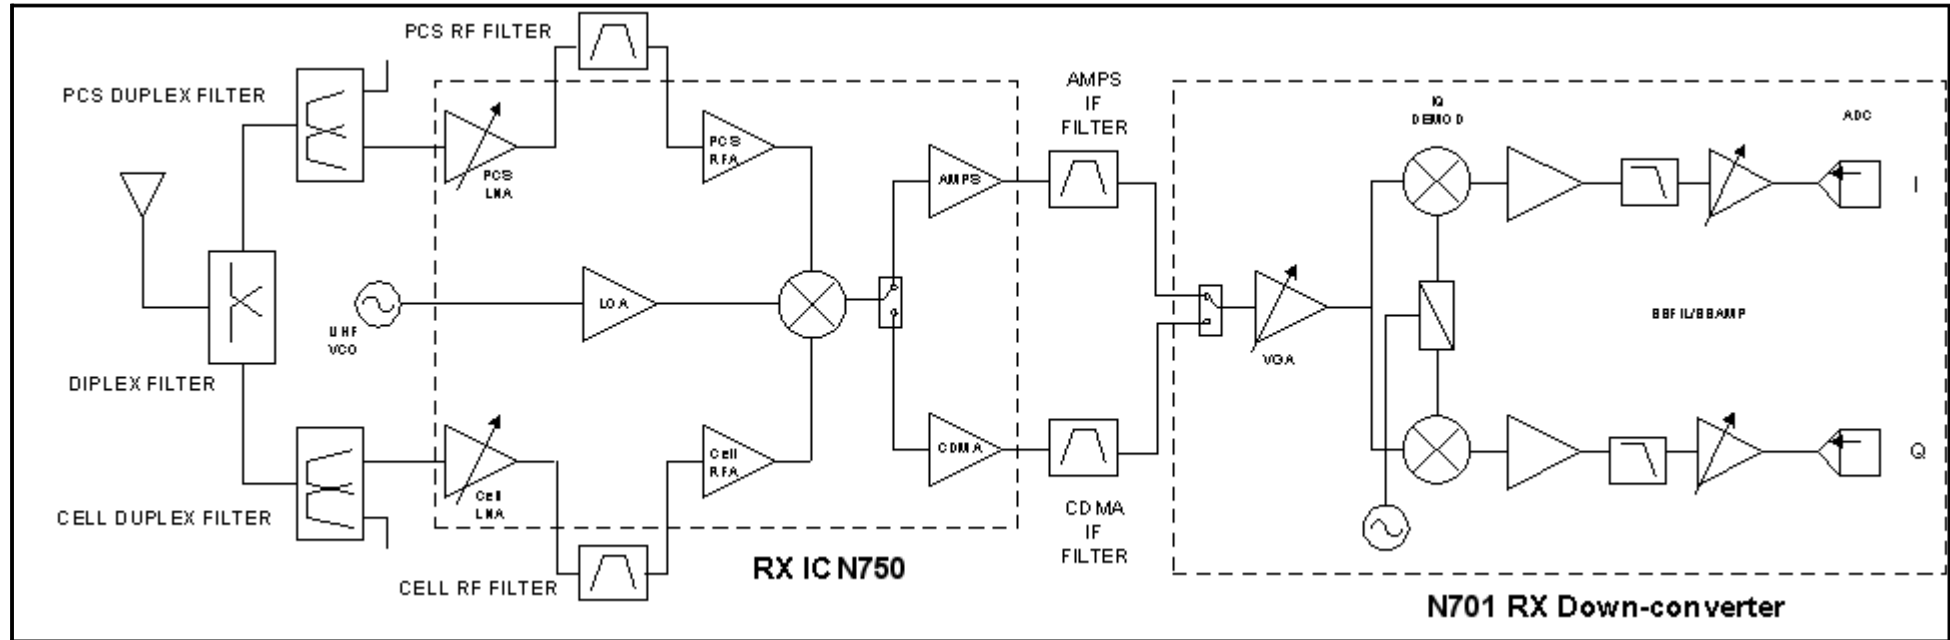 PCS RF FILTER
PCS DUPLEX FILTER
AMPS
IF
FILTER
IQ
DEMOD
ADC
PCS
LNA
PCS
RFA
AMPS
I
UHF
VCO
LOA
DIPLEX FILTER
VGA
BBFIL/BBAMP
CELL DUPLEX FILTER
Cell
LNA
Cell
RFA
CDMA
Q
CDMA
IF
FILTER
CELL RF FILTER
RX IC N750
N701 RX Down-converter